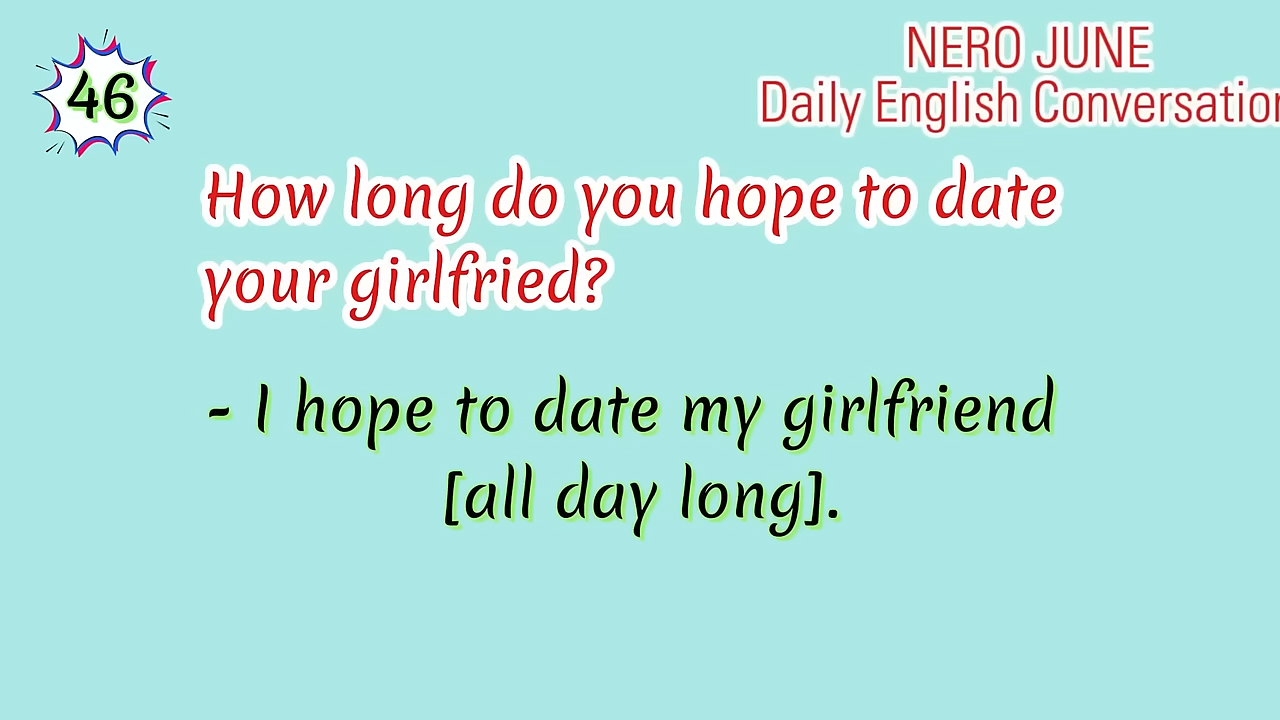 46
NERO JUNE
Daily English Conversation
How long do you hope to date
your girlfried?
- I hope to date my girlfriend
[all day long].